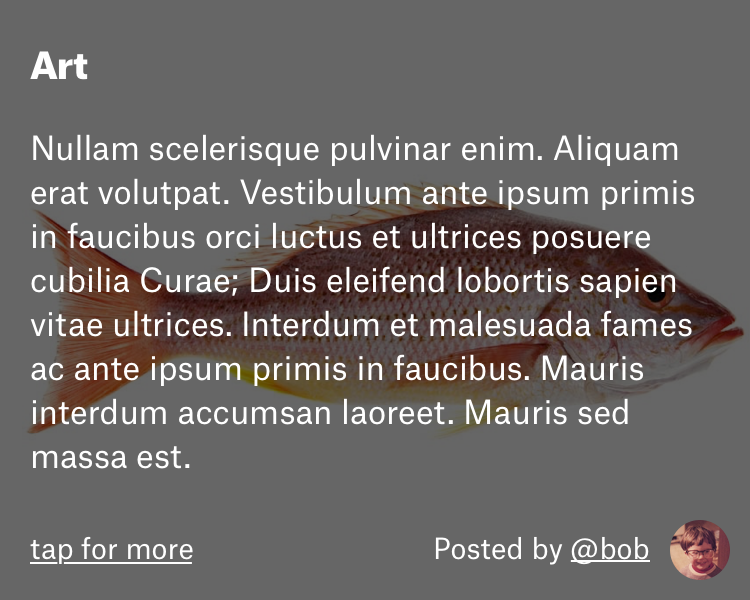 Art
Nullam scelerisque pulvinar enim. Aliquam
erat volutpat. Vestibulum ante ipsum primis
in faucibus orci luctus et ultrices posuere
cubilia Curae; Duis eleifend lobortis sapien
vitae ultrices. Interdum et malesuada fames
ac ante ipsum primis in faucibus. Mauris
interdum accumsan laoreet. Mauris sed
massa est.
tap for more Posted by @bob